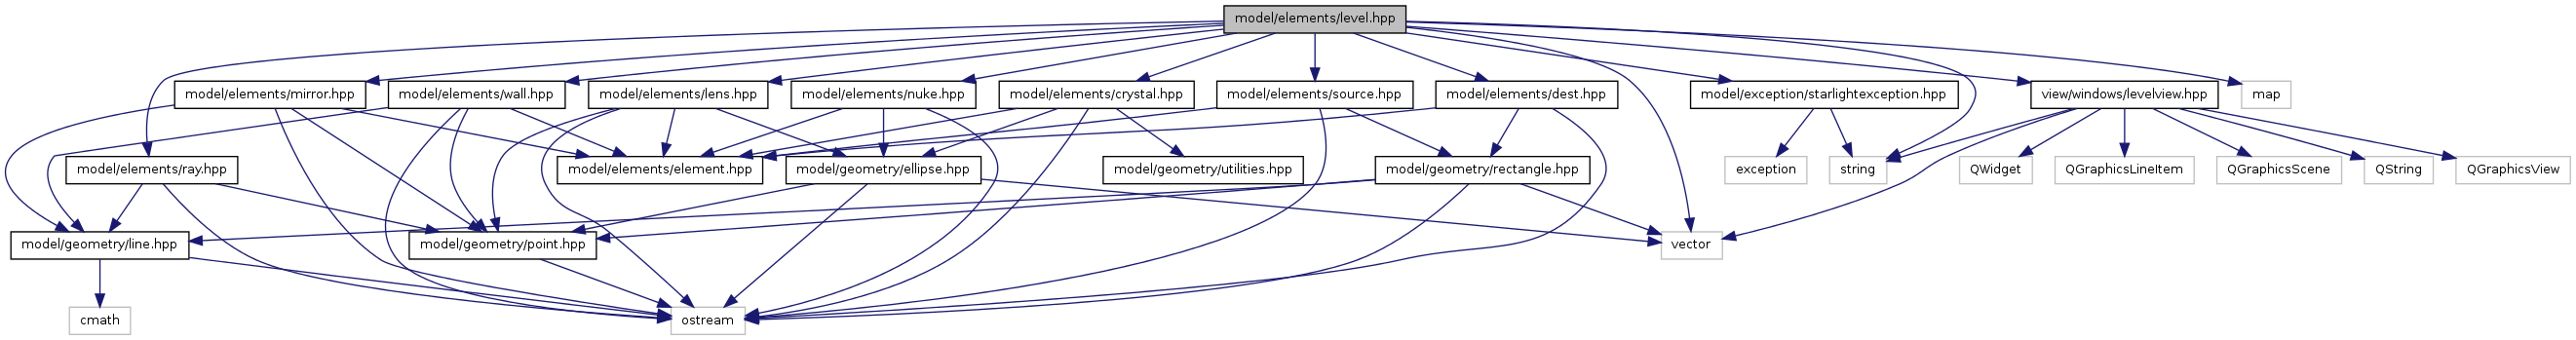 model/elements/level.hpp
model/elements/mirror.hpp
model/elements/wall.hpp
model/elements/lens.hpp
model/elements/nuke.hpp
model/elements/crystal.hpp
model/elements/source.hpp
model/elements/dest.hpp
model/exception/starlightexception.hpp
view/windows/levelview.hpp
map
model/elements/ray.hpp
model/elements/element.hpp
model/geometry/ellipse.hpp
model/geometry/utilities.hpp
model/geometry/rectangle.hpp
exception
string
QWidget
QGraphicsLineItem
QGraphicsScene
QString
QGraphicsView
model/geometry/line.hpp
model/geometry/point.hpp
vector
cmath
ostream